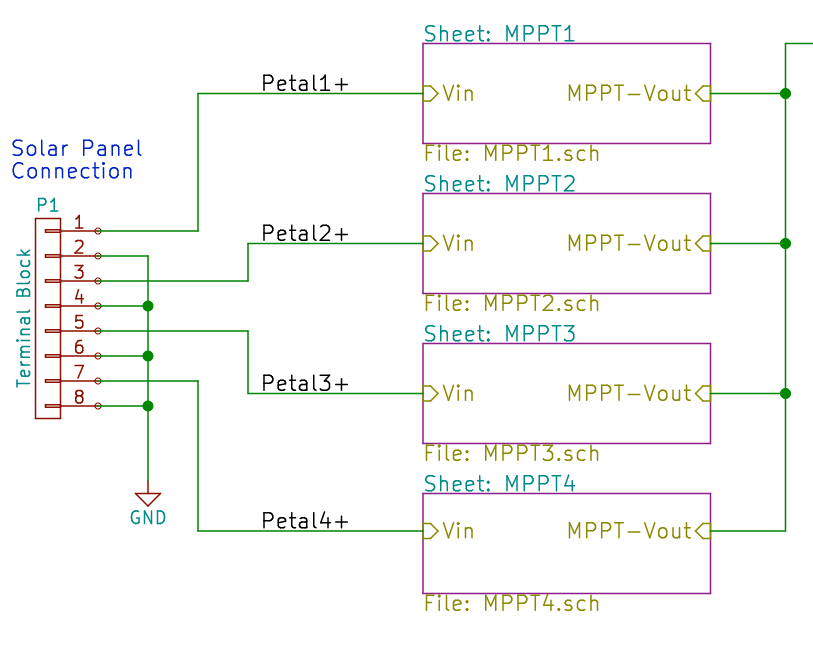 Sheet: MPPT1
Petal1+
Vin MPPT-Vout
File: MPPT1.sch
Solar Panel
Connection
Sheet: MPPT2
P1
1
Petal2+
2
Vin MPPT-Vout
3
4
File: MPPT2.sch
5
Terminal Block
Sheet: MPPT3
6
7
Petal3+
Vin MPPT-Vout
8
File: MPPT3.sch
Sheet: MPPT4
GND
Petal4+
Vin MPPT-Vout
File: MPPT4.sch